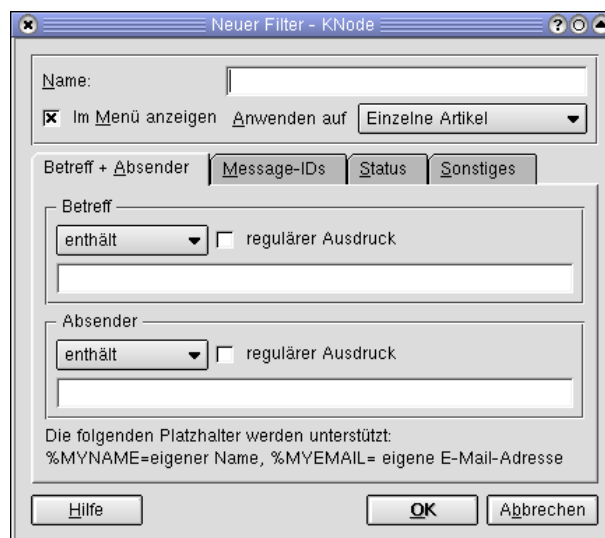 Neuer Filter - KNode
Name:
Im Menü anzeigen Anwenden auf Einzelne Artikel
Betreff + Absender Message-IDs Status Sonstiges
Betreff
enthält regulärer Ausdruck
Absender
enthält regulärer Ausdruck
Die folgenden Platzhalter werden unterstützt:
%MYNAME=eigener Name, %MYEMAIL= eigene E-Mail-Adresse
Hilfe OK Abbrechen